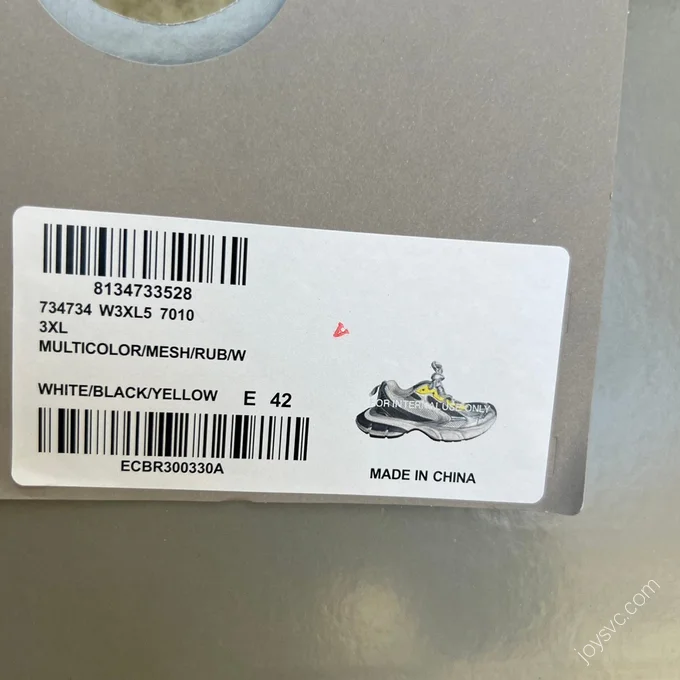 8134733528
734734 W3XL5 7010
3XL
MULTICOLOR/MESH/RUB/W
WHITE/BLACK/YELLOW E 42
ECBR300330A
FOR INTERNAL USE ONLY
MADE IN CHINA
joysvc.com